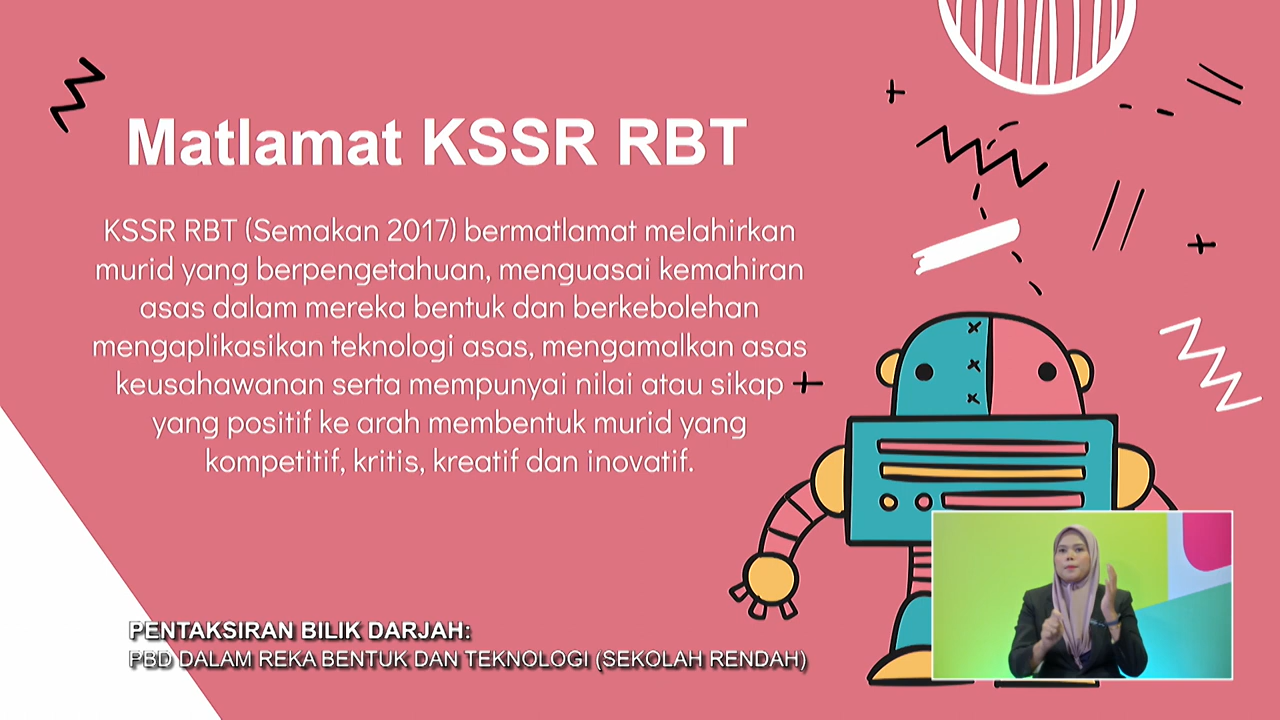 Matlamat KSSR RBT
KSSR RBT (Semakan 2017) bermatlamat melahirkan
murid yang berpengetahuan, menguasai kemahiran
asas dalam mereka bentuk dan berkebolehan
mengaplikasikan teknologi asas, mengamalkan asas
keusahawanan serta mempunyai nilai atau sikap
yang positif ke arah membentuk murid yang
kompetitif, kritis, kreatif dan inovatif.
PENTAKSIRAN BILIK DARJAH:
PBD DALAM REKA BENTUK DAN TEKNOLOGI (SEKOLAH RENDAH)